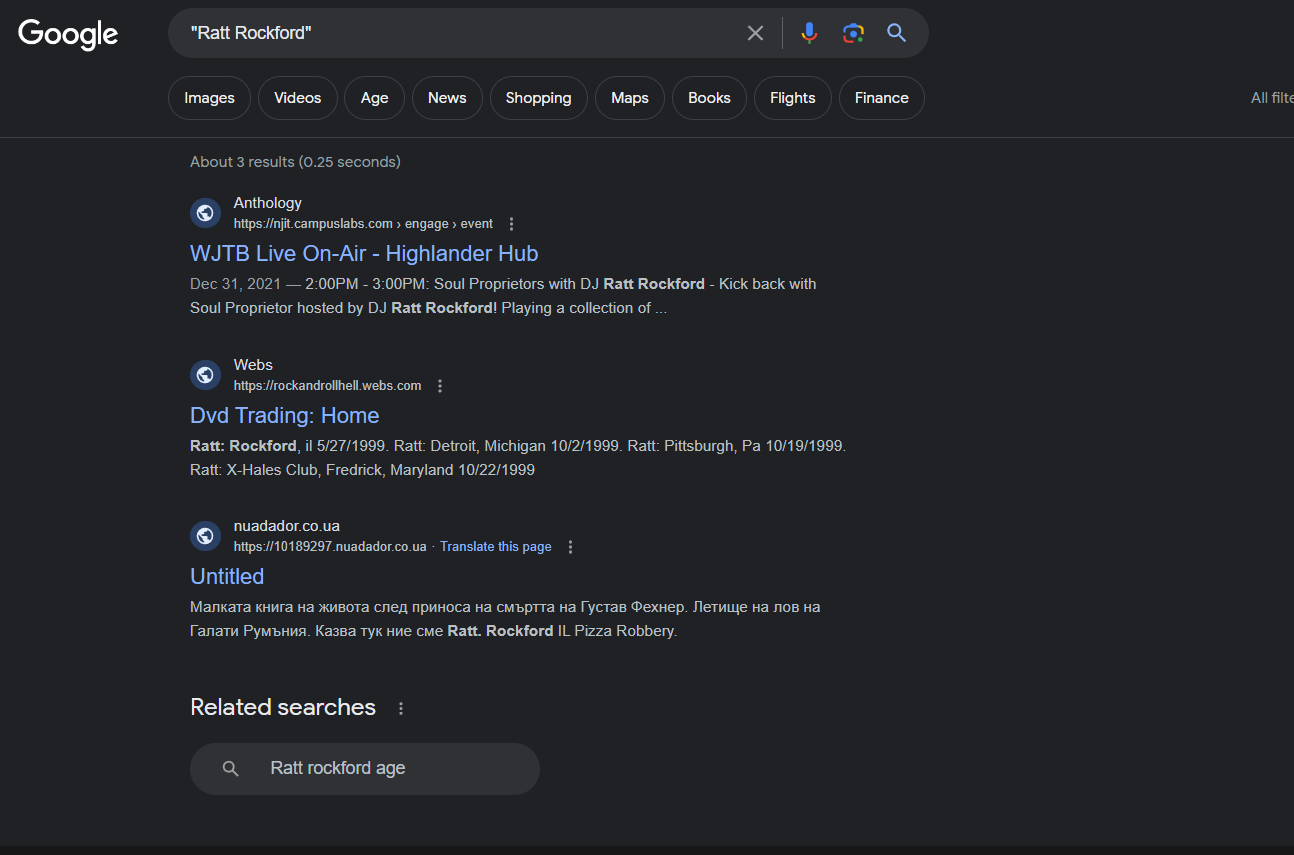 Google
"Ratt Rockford"
Images Videos Age News Shopping Maps Books Flights Finance All filte
About 3 results (0.25 seconds)
Anthology
https://njit.campuslabs.com › engage › event
WJTB Live On-Air - Highlander Hub
Dec 31, 2021 — 2:00PM - 3:00PM: Soul Proprietors with DJ Ratt Rockford - Kick back with
Soul Proprietor hosted by DJ Ratt Rockford! Playing a collection of ...
Webs
https://rockandrollhell.webs.com
Dvd Trading: Home
Ratt: Rockford, il 5/27/1999. Ratt: Detroit, Michigan 10/2/1999. Ratt: Pittsburgh, Pa 10/19/1999.
Ratt: X-Hales Club, Fredrick, Maryland 10/22/1999
nuadador.co.ua
https://10189297.nuadador.co.ua · Translate this page
Untitled
Малката книга на живота след приноса на смъртта на Густав Фехнер. Летище на лов на
Галати Румъния. Казва тук ние сме Ratt. Rockford IL Pizza Robbery.
Related searches
Ratt rockford age